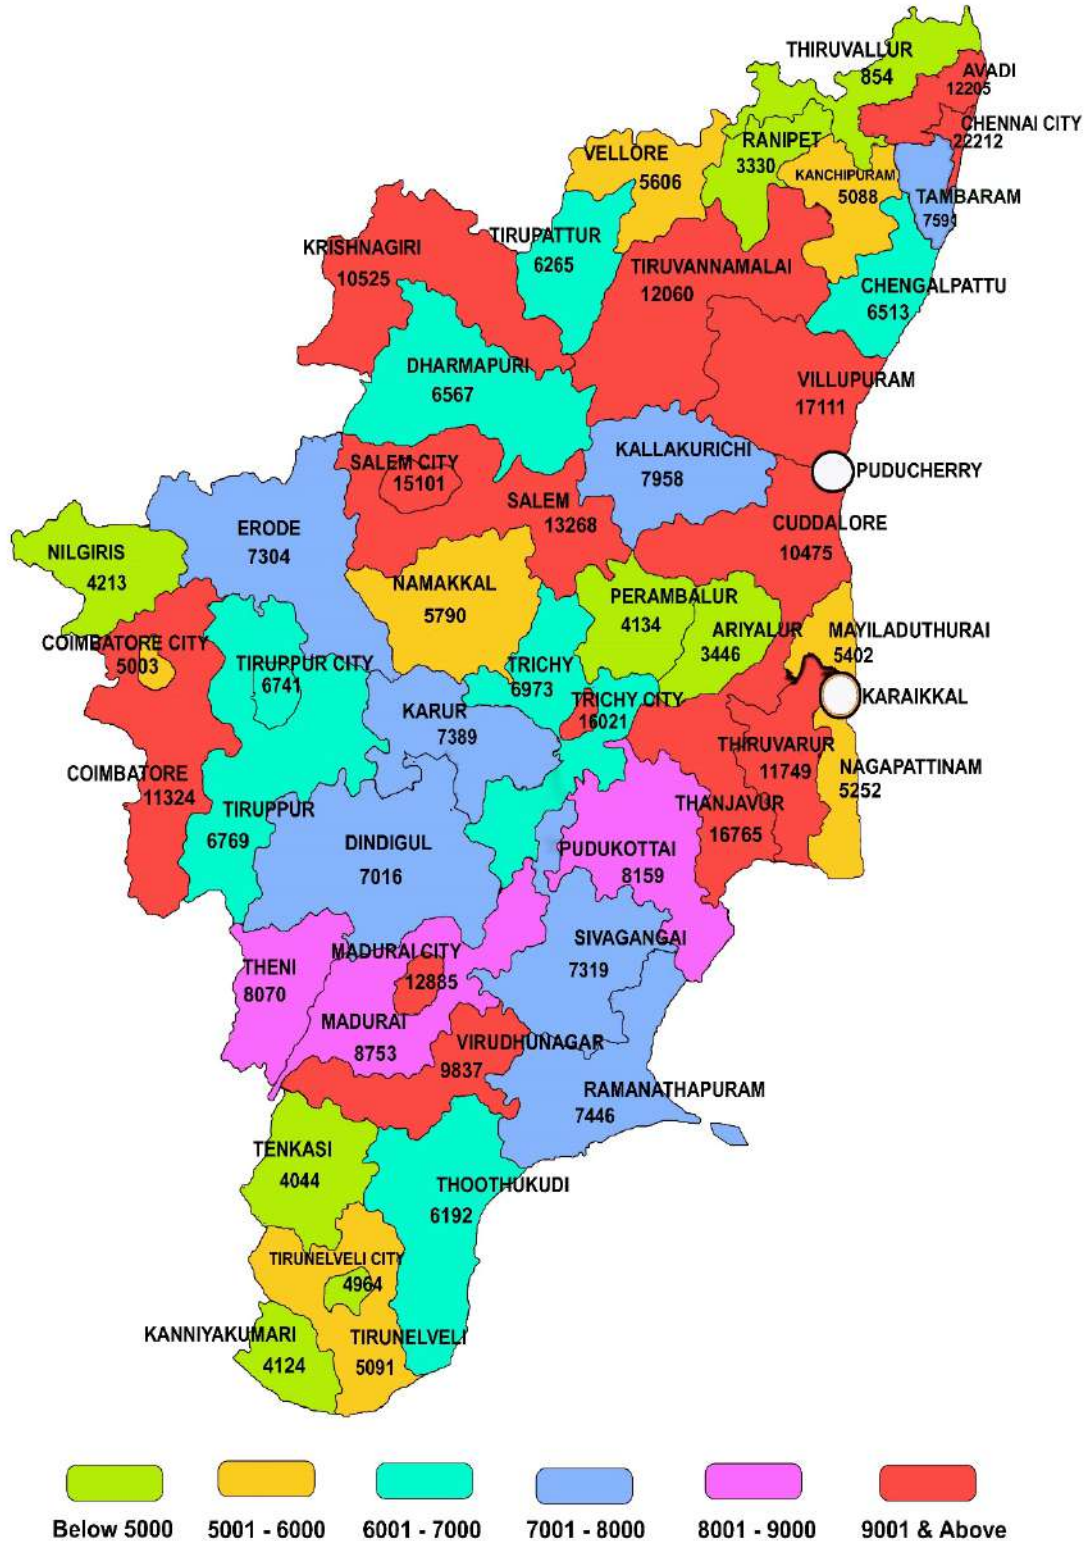 THIRUVALLUR
854
AVADI
12205
CHENNAI CITY
22212
RANIPET
3330
VELLORE
5606
KANCHIPURAM
5088
TAMBARAM
7591
KRISHNAGIRI
10525
TIRUPATTUR
6265
TIRUVANNAMALAI
12060
CHENGALPATTU
6513
DHARMAPURI
6567
VILLUPURAM
17111
SALEM CITY
15101
KALLAKURICHI
7958
PUDUCHERRY
SALEM
13268
ERODE
7304
CUDDALORE
10475
NILGIRIS
4213
NAMAKKAL
5790
PERAMBALUR
4134
ARIYALUR
3446
MAYILADUTHURAI
5402
COIMBATORE CITY
5003
TIRUPPUR CITY
6741
TRICHY
6973
TRICHY CITY
16021
KARAIKKAL
KARUR
7389
THIRUVARUR
11749
NAGAPATTINAM
5252
COIMBATORE
11324
TIRUPPUR
6769
THANJAVUR
16765
DINDIGUL
7016
PUDUKOTTAI
8159
SIVAGANGAI
7319
MADURAI CITY
12885
THENI
8070
MADURAI
8753
VIRUDHUNAGAR
9837
RAMANATHAPURAM
7446
TENKASI
4044
THOOTHUKUDI
6192
TIRUNELVELI CITY
4964
KANNIYAKUMARI
4124
TIRUNELVELI
5091
Below 5000
5001 - 6000
6001 - 7000
7001 - 8000
8001 - 9000
9001 & Above